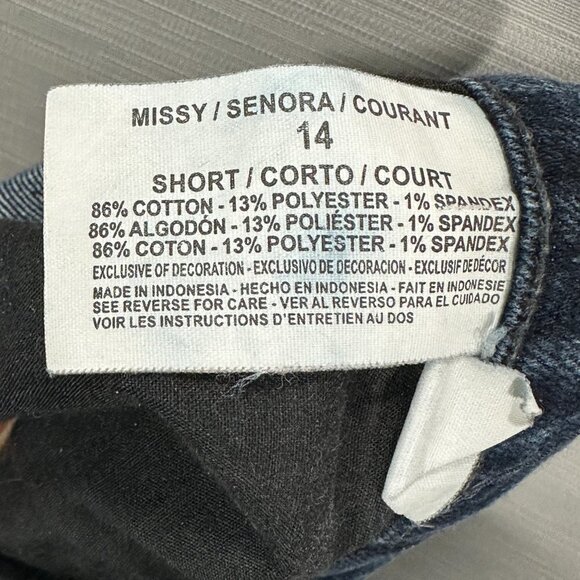 MISSY / SENORA / COURANT
14
SHORT / CORTO / COURT
86% COTTON - 13% POLYESTER - 1% SPANDEX
86% ALGODÓN - 13% POLIÉSTER - 1% SPANDEX
86% COTON - 13% POLYESTER - 1% SPANDEX
EXCLUSIVE OF DECORATION - EXCLUSIVO DE DECORACION - EXCLUSIF DE DÉCOR
MADE IN INDONESIA - HECHO EN INDONESIA - FAIT EN INDONESIE
SEE REVERSE FOR CARE - VER AL REVERSO PARA EL CUIDADO
VOIR LES INSTRUCTIONS D'ENTRETIEN AU DOS